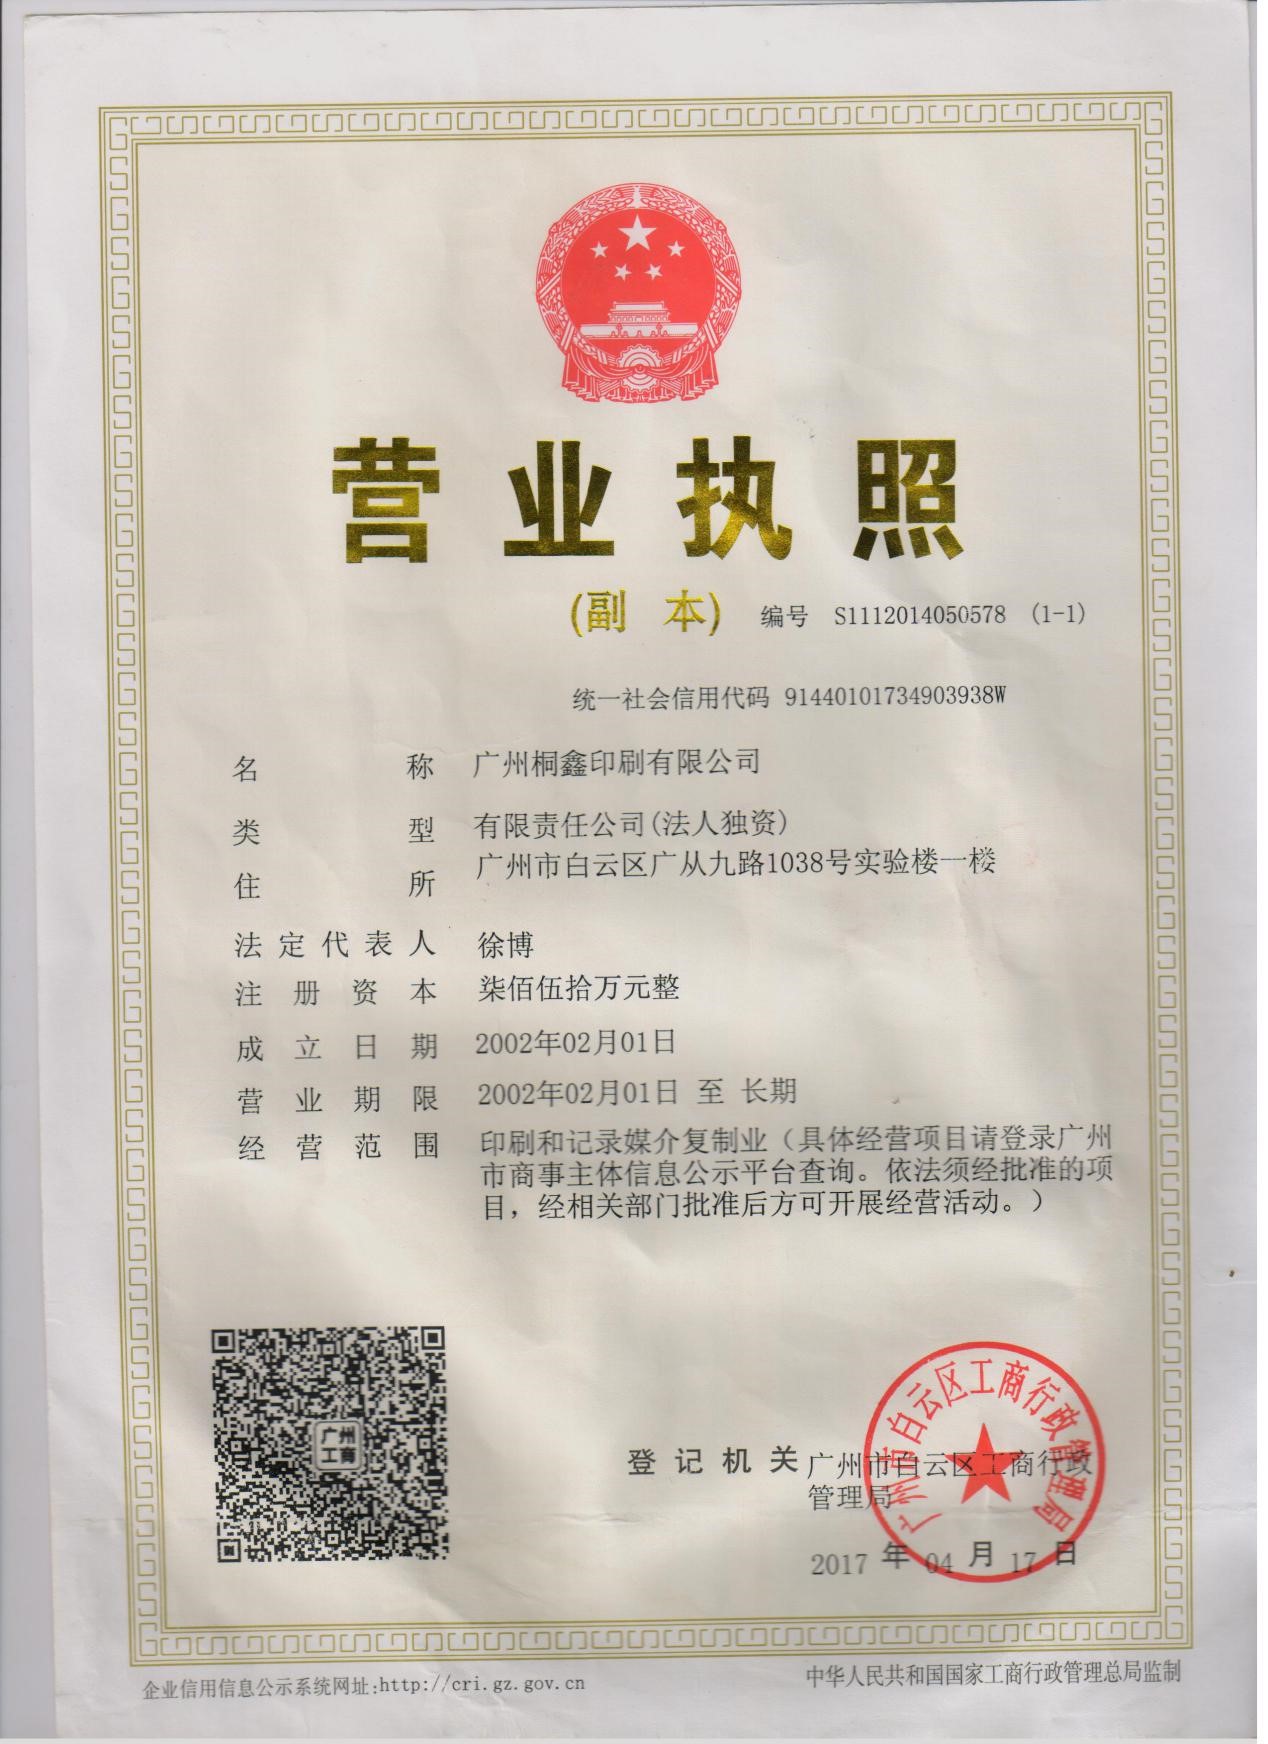 营业执照
(副 本) 编号 S1112014050578 (1-1)
统一社会信用代码 91440101734903938W
名称 广州桐鑫印刷有限公司
类型 有限责任公司(法人独资)
住所 广州市白云区广从九路1038号实验楼一楼
法定代表人 徐博
注册资本 柒佰伍拾万元整
成立日期 2002年02月01日
营业期限 2002年02月01日 至 长期
经营范围 印刷和记录媒介复制业（具体经营项目请登录广州
市商事主体信息公示平台查询。依法须经批准的项
目，经相关部门批准后方可开展经营活动。）
广州
工商
登记机关 广州市白云区工商行政
管理局
广州市白云区工商行政管理局
2017 年 04 月 17 日
企业信用信息公示系统网址:http://cri.gz.gov.cn
中华人民共和国国家工商行政管理总局监制